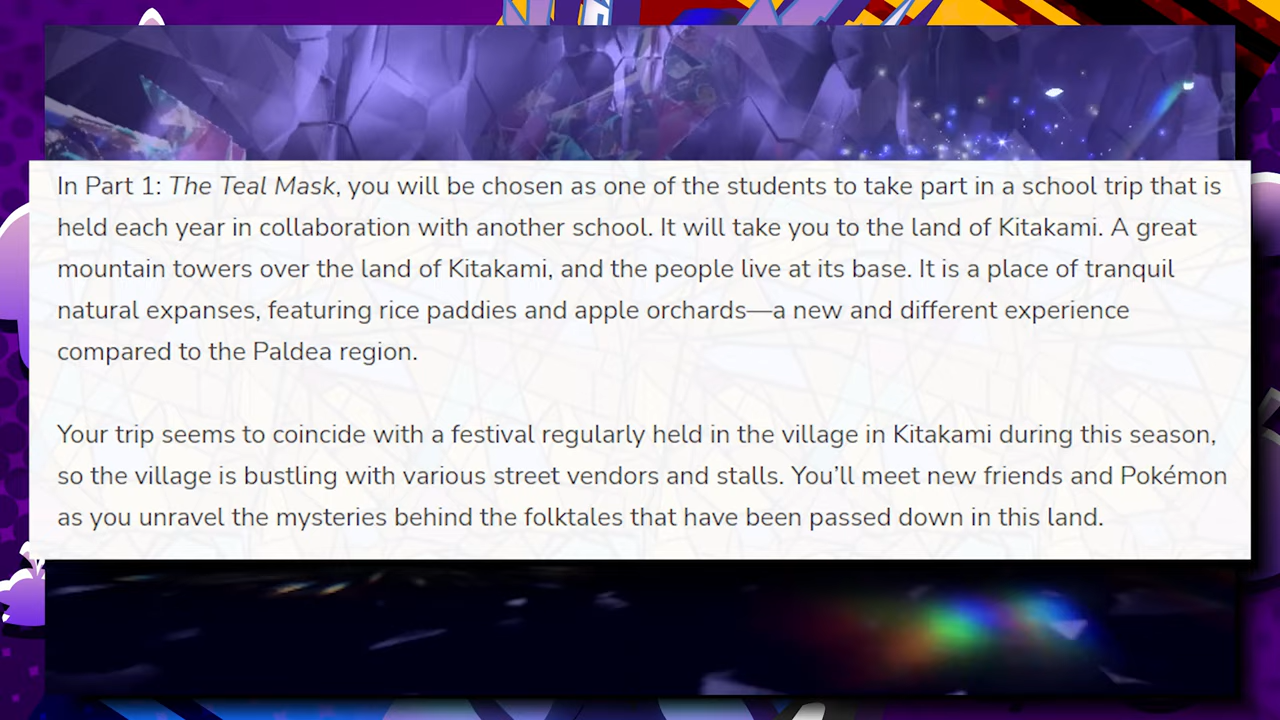 In Part 1: The Teal Mask, you will be chosen as one of the students to take part in a school trip that is
held each year in collaboration with another school. It will take you to the land of Kitakami. A great
mountain towers over the land of Kitakami, and the people live at its base. It is a place of tranquil
natural expanses, featuring rice paddies and apple orchards—a new and different experience
compared to the Paldea region.
Your trip seems to coincide with a festival regularly held in the village in Kitakami during this season,
so the village is bustling with various street vendors and stalls. You’ll meet new friends and Pokémon
as you unravel the mysteries behind the folktales that have been passed down in this land.